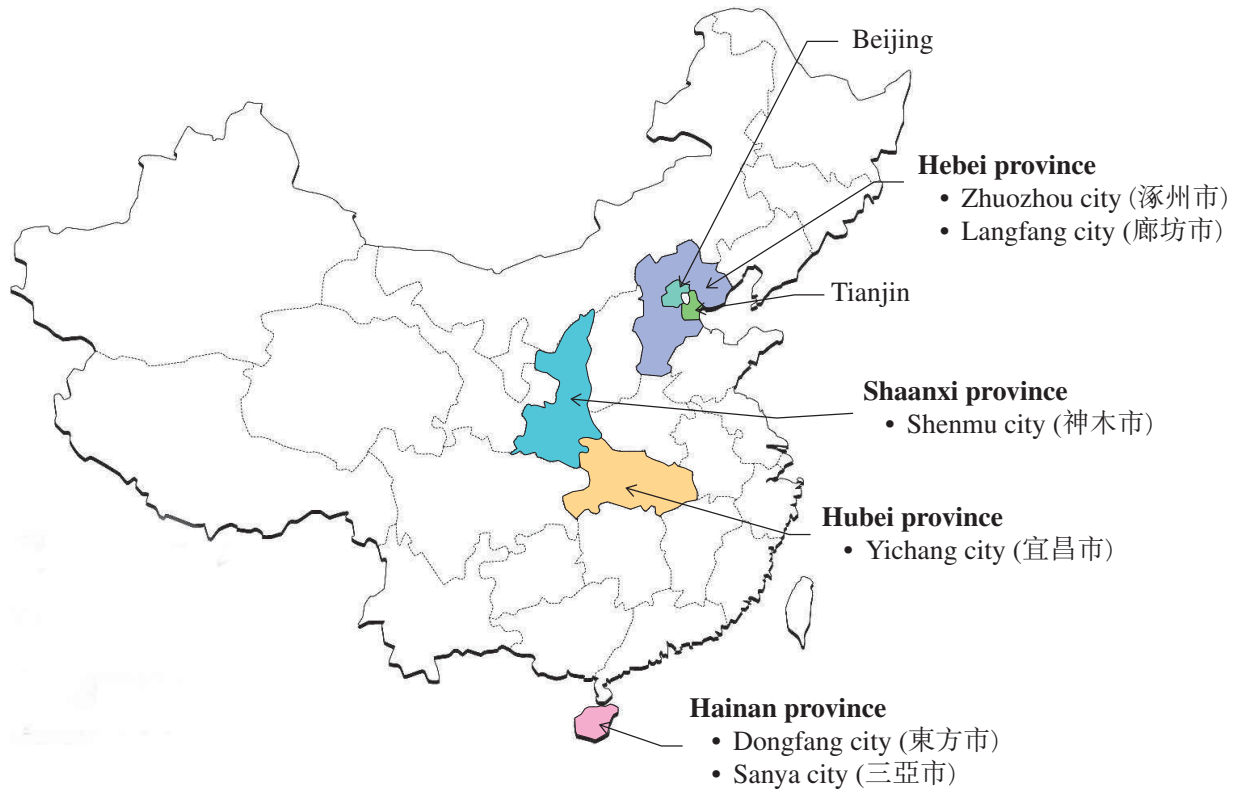 Beijing
Hebei province
• Zhuozhou city (涿州市)
• Langfang city (廊坊市)
Tianjin
Shaanxi province
• Shenmu city (神木市)
Hubei province
• Yichang city (宜昌市)
Hainan province
• Dongfang city (東方市)
• Sanya city (三亞市)